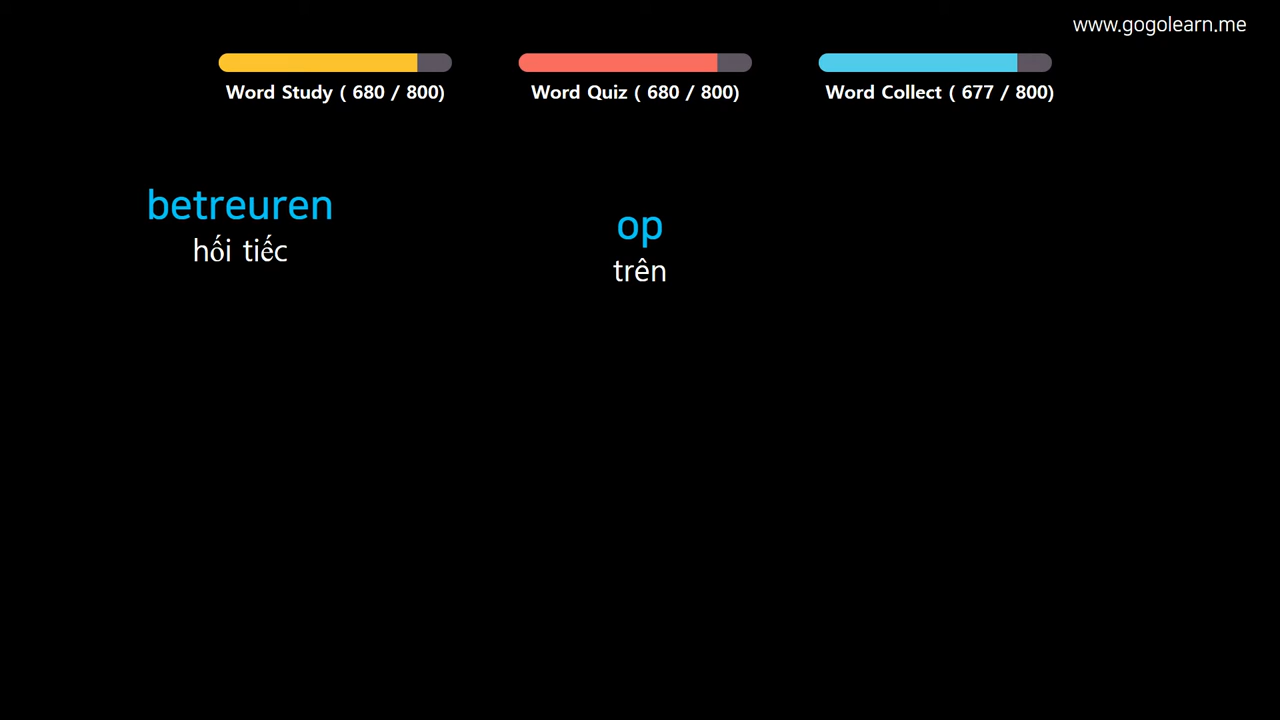 www.gogolearn.me
Word Study ( 680 / 800)
Word Quiz ( 680 / 800)
Word Collect ( 677 / 800)
betreuren
hối tiếc
op
trên